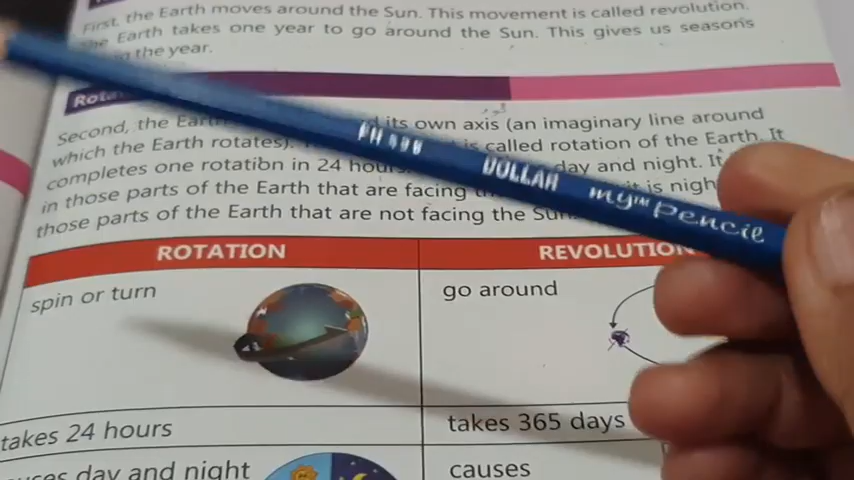 First, the Earth moves around the Sun. This movement is called revolution.
The Earth takes one year to go around the Sun. This gives us seasons
in the year.
Second, the its own axis (an imaginary line around
which the Earth rotates). is called rotation of the Earth. It
completes one rotation in 24 hours. day and night. It
in those parts of the Earth that are facing it is nigh
those parts of the Earth that are not facing the Sun.
DOLLAR my™ pencil
ROTATION REVOLUTION
spin or turn go around
takes 24 hours takes 365 days
day and night causes